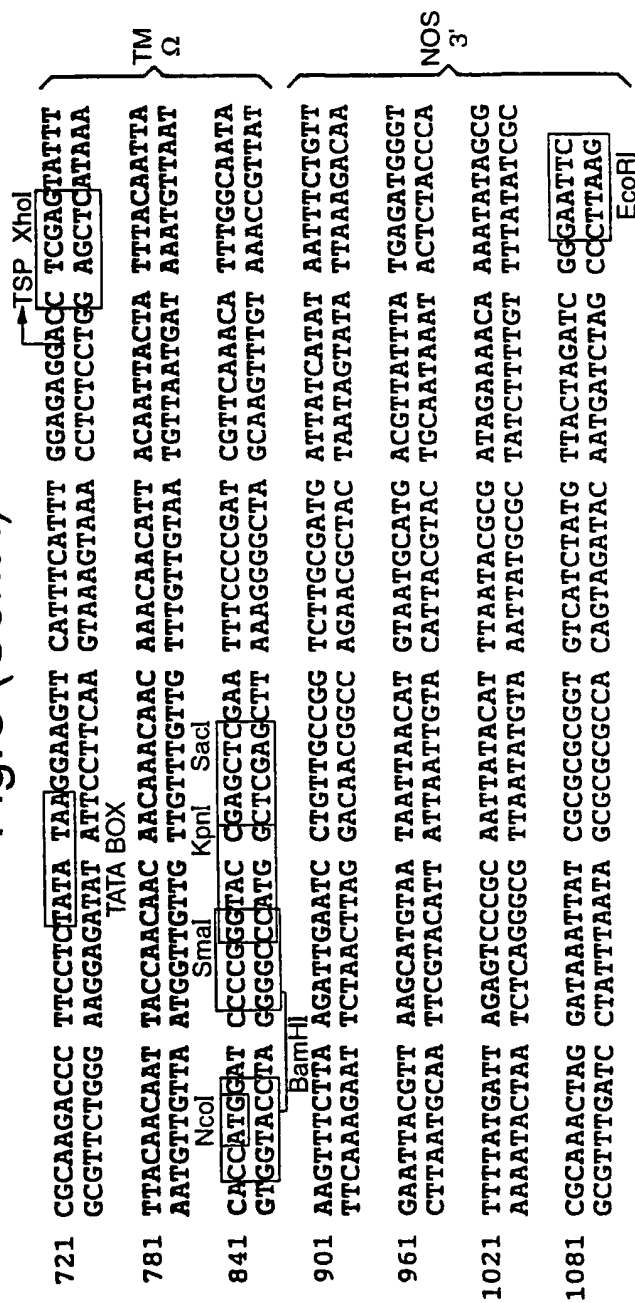 TSP XhoI
721 CGCAAGACCC TTCCTCTATA TAAGGAAGTT CATTTCATTT GGAGAGGACC TCGAGTATTT
GCGTTCTGGG AAGGAGATAT ATTCCTTCAA GTAAAGTAAA CCTCTCCTGG AGCTCATAAA
TATA BOX
781 TTACAACAAT TACCAACAAC AACAAACAAC AAACAACATT ACAATTACTA TTTACAATTA
AATGTTGTTA ATGGTTGTTG TTGTTTGTTG TTTGTTGTAA TGTTAATGAT AAATGTTAAT
TM
Ω
NcoI SmaI KpnI SacI
841 CACCATGGAT CCCCGGGTAC CGAGCTCGAA TTTCCCCGAT CGTTCAAACA TTTGGCAATA
GTGGTACCTA GGGGCCCATG GCTCGAGCTT AAAGGGGCTA GCAAGTTTGT AAACCGTTAT
BamHI
901 AAGTTTCTTA AGATTGAATC CTGTTGCCGG TCTTGCGATG ATTATCATAT AATTTCTGTT
TTCAAAGAAT TCTAACTTAG GACAACGGCC AGAACGCTAC TAATAGTATA TTAAAGACAA
961 GAATTACGTT AAGCATGTAA TAATTAACAT GTAATGCATG ACGTTATTTA TGAGATGGGT
CTTAATGCAA TTCGTACATT ATTAATTGTA CATTACGTAC TGCAATAAAT ACTCTACCCA
NOS
3'
1021 TTTTATGATT AGAGTCCCGC AATTATACAT TTAATACGCG ATAGAAAACA AAATATAGCG
AAAATACTAA TCTCAGGGCG TTAATATGTA AATTATGCGC TATCTTTTGT TTTATATCGC
1081 CGCAAACTAG GATAAATTAT CGCGCGCGGT GTCATCTATG TTACTAGATC GGGAATTC
GCGTTTGATC CTATTTAATA GCGCGCGCCA CAGTAGATAC AATGATCTAG CCCTTAAG
EcoRI